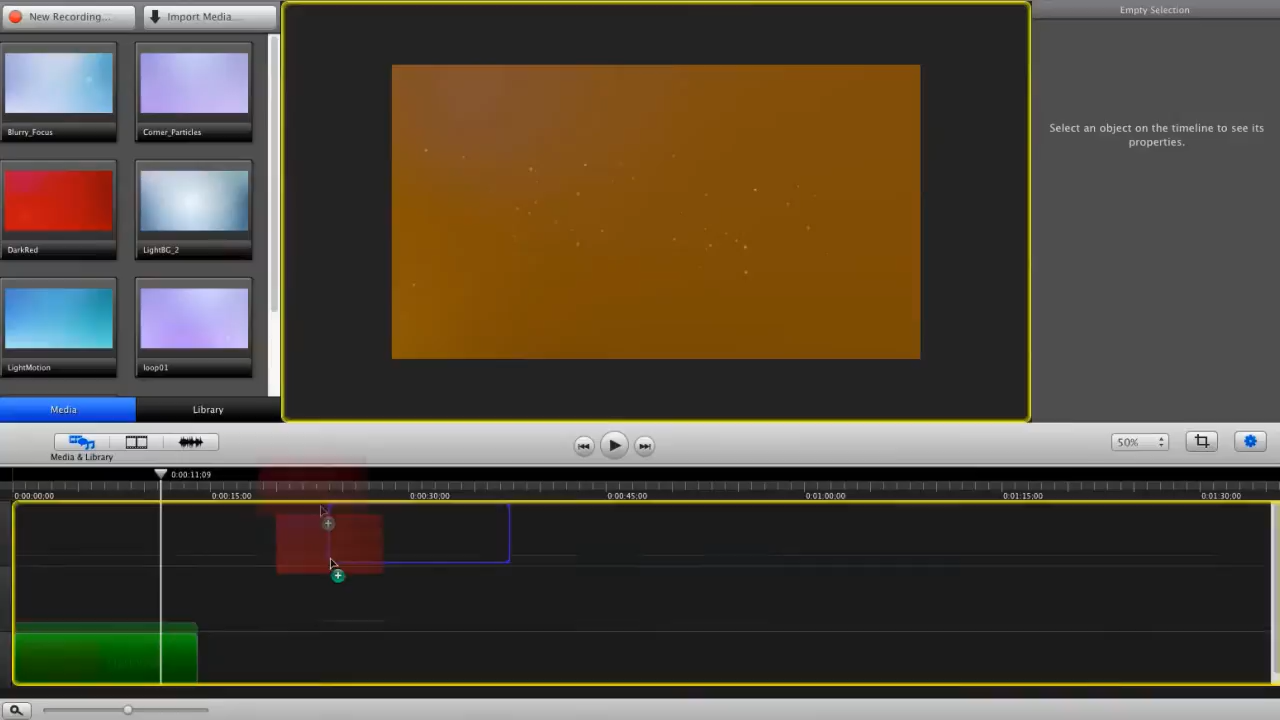 New Recording...
Import Media...
Empty Selection
Select an object on the timeline to see its
properties.
Blurry_Focus
Corner_Particles
DarkRed
LightBG_2
LightMotion
loop01
Media
Library
Media & Library
50%
0:00:11;09
0:00:00;00
0:00:15;00
0:00:30;00
0:00:45;00
0:01:00;00
0:01:15;00
0:01:30;00